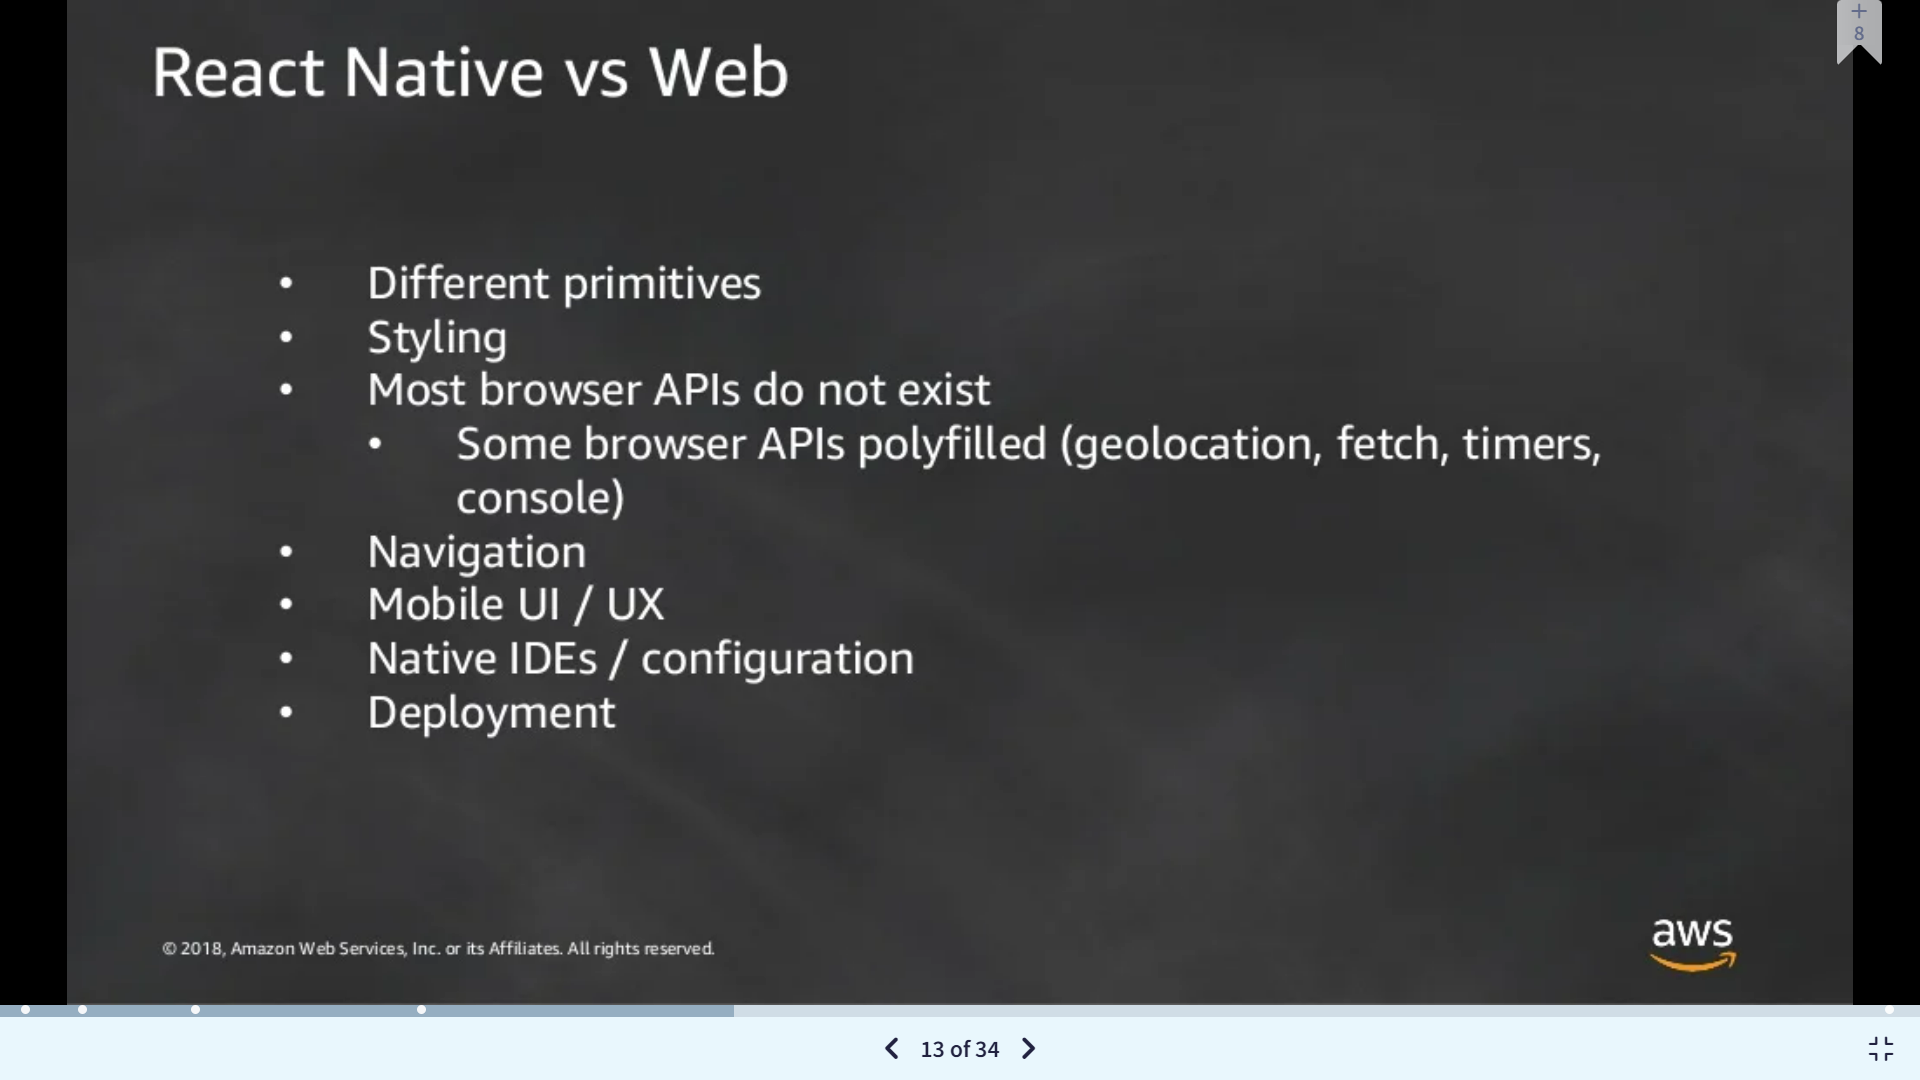 React Native vs Web
• Different primitives
• Styling
• Most browser APIs do not exist
• Some browser APIs polyfilled (geolocation, fetch, timers,
console)
• Navigation
• Mobile UI / UX
• Native IDEs / configuration
• Deployment
© 2018, Amazon Web Services, Inc. or its Affiliates. All rights reserved.
aws
+
8
13 of 34